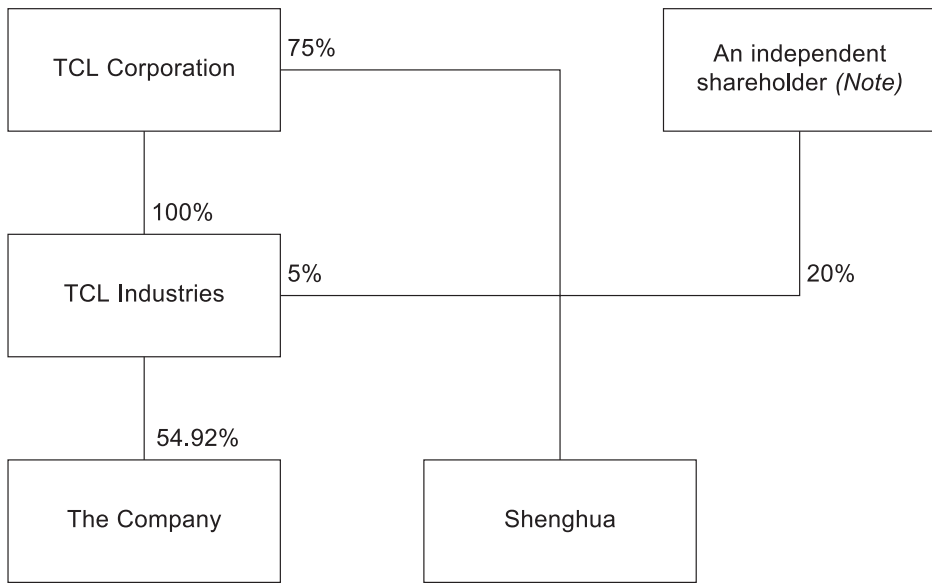 TCL Corporation
75%
An independent
shareholder (Note)
100%
TCL Industries
5%
20%
54.92%
The Company
Shenghua